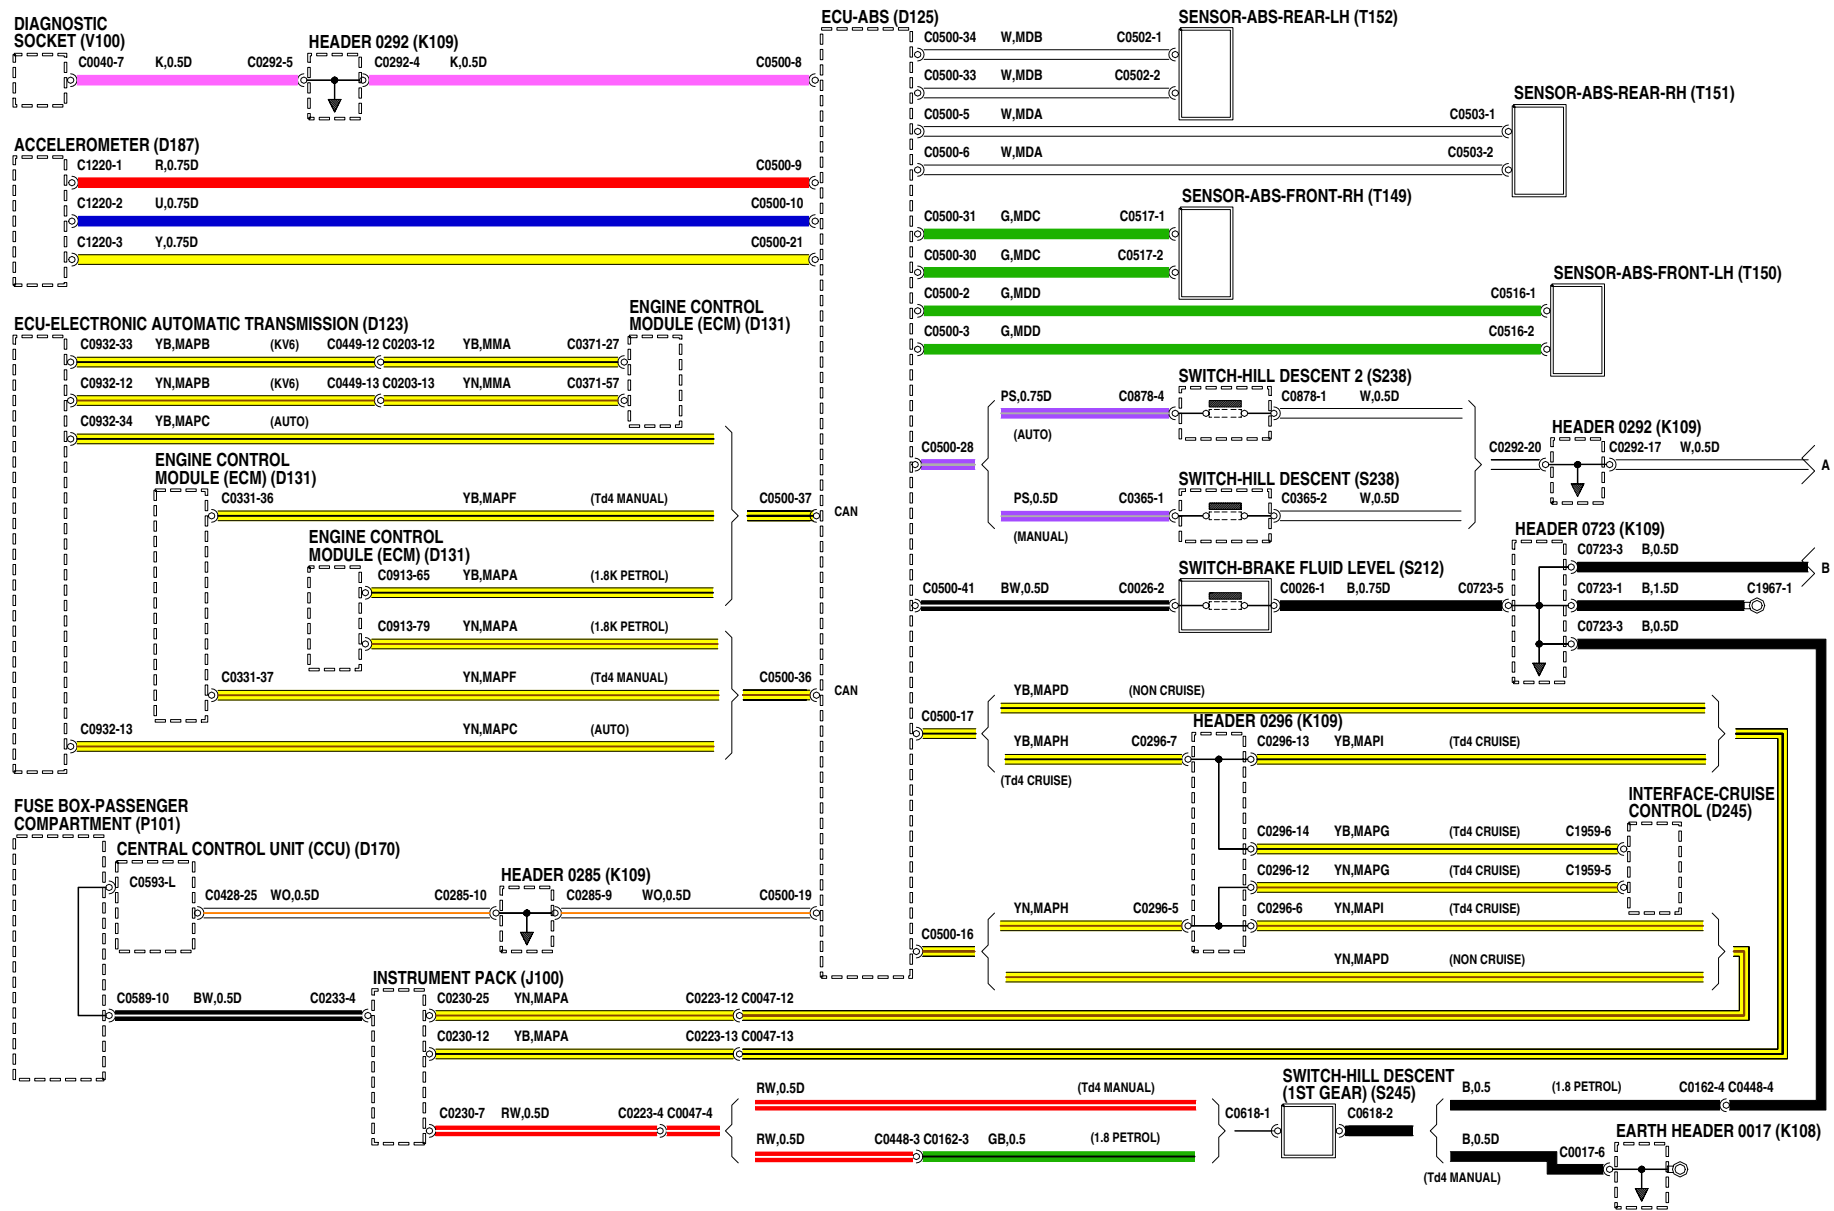 DIAGNOSTIC
SOCKET (V100)
C0040-7 K,0.5D C0292-5
HEADER 0292 (K109)
C0292-4 K,0.5D C0500-8
ECU-ABS (D125)
C0500-34 W,MDB C0502-1
SENSOR-ABS-REAR-LH (T152)
C0500-33 W,MDB C0502-2
SENSOR-ABS-REAR-RH (T151)
C0500-5 W,MDA C0503-1
C0500-6 W,MDA C0503-2
ACCELEROMETER (D187)
C1220-1 R,0.75D C0500-9
C1220-2 U,0.75D C0500-10
C1220-3 Y,0.75D C0500-21
SENSOR-ABS-FRONT-RH (T149)
C0500-31 G,MDC C0517-1
C0500-30 G,MDC C0517-2
SENSOR-ABS-FRONT-LH (T150)
C0500-2 G,MDD C0516-1
C0500-3 G,MDD C0516-2
ECU-ELECTRONIC AUTOMATIC TRANSMISSION (D123)
ENGINE CONTROL
MODULE (ECM) (D131)
C0932-33 YB,MAPB (KV6) C0449-12 C0203-12 YB,MMA C0371-27
C0932-12 YN,MAPB (KV6) C0449-13 C0203-13 YN,MMA C0371-57
C0932-34 YB,MAPC (AUTO)
ENGINE CONTROL
MODULE (ECM) (D131)
C0331-36 YB,MAPF (Td4 MANUAL) C0500-37
CAN
ENGINE CONTROL
MODULE (ECM) (D131)
C0913-65 YB,MAPA (1.8K PETROL)
C0913-79 YN,MAPA (1.8K PETROL)
C0331-37 YN,MAPF (Td4 MANUAL) C0500-36
CAN
C0932-13 YN,MAPC (AUTO)
SWITCH-HILL DESCENT 2 (S238)
PS,0.75D C0878-4 C0878-1 W,0.5D
(AUTO)
C0500-28
HEADER 0292 (K109)
C0292-20 C0292-17 W,0.5D
A
SWITCH-HILL DESCENT (S238)
PS,0.5D C0365-1 C0365-2 W,0.5D
(MANUAL)
HEADER 0723 (K109)
C0723-3 B,0.5D
B
SWITCH-BRAKE FLUID LEVEL (S212)
C0500-41 BW,0.5D C0026-2 C0026-1 B,0.75D C0723-5
C0723-1 B,1.5D C1967-1
C0723-3 B,0.5D
YB,MAPD (NON CRUISE)
C0500-17
HEADER 0296 (K109)
YB,MAPH C0296-7 C0296-13 YB,MAPI (Td4 CRUISE)
(Td4 CRUISE)
INTERFACE-CRUISE
CONTROL (D245)
C0296-14 YB,MAPG (Td4 CRUISE) C1959-6
C0296-12 YN,MAPG (Td4 CRUISE) C1959-5
YN,MAPH C0296-5 C0296-6 YN,MAPI (Td4 CRUISE)
C0500-16
YN,MAPD (NON CRUISE)
FUSE BOX-PASSENGER
COMPARTMENT (P101)
CENTRAL CONTROL UNIT (CCU) (D170)
C0593-L
C0428-25 WO,0.5D C0285-10
HEADER 0285 (K109)
C0285-9 WO,0.5D C0500-19
INSTRUMENT PACK (J100)
C0589-10 BW,0.5D C0233-4
C0230-25 YN,MAPA C0223-12 C0047-12
C0230-12 YB,MAPA C0223-13 C0047-13
C0230-7 RW,0.5D C0223-4 C0047-4
RW,0.5D (Td4 MANUAL)
RW,0.5D C0448-3 C0162-3 GB,0.5 (1.8 PETROL)
SWITCH-HILL DESCENT
(1ST GEAR) (S245)
C0618-1 C0618-2
B,0.5 (1.8 PETROL) C0162-4 C0448-4
B,0.5D
(Td4 MANUAL)
C0017-6
EARTH HEADER 0017 (K108)